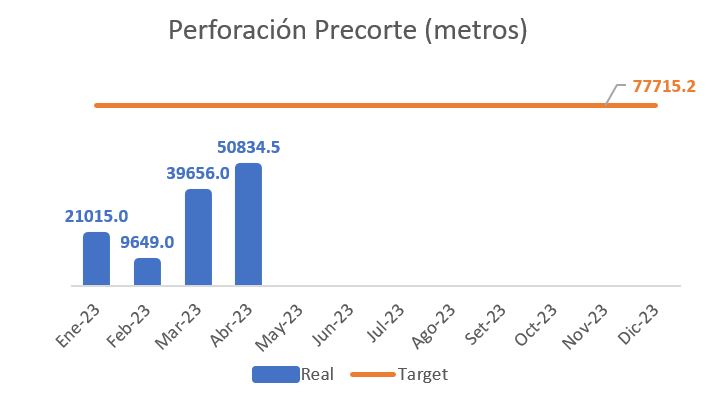 Perforación Precorte (metros)
77715.2
50834.5
39656.0
21015.0
9649.0
Ene-23
Feb-23
Mar-23
Abr-23
May-23
Jun-23
Jul-23
Ago-23
Set-23
Oct-23
Nov-23
Dic-23
Real
Target